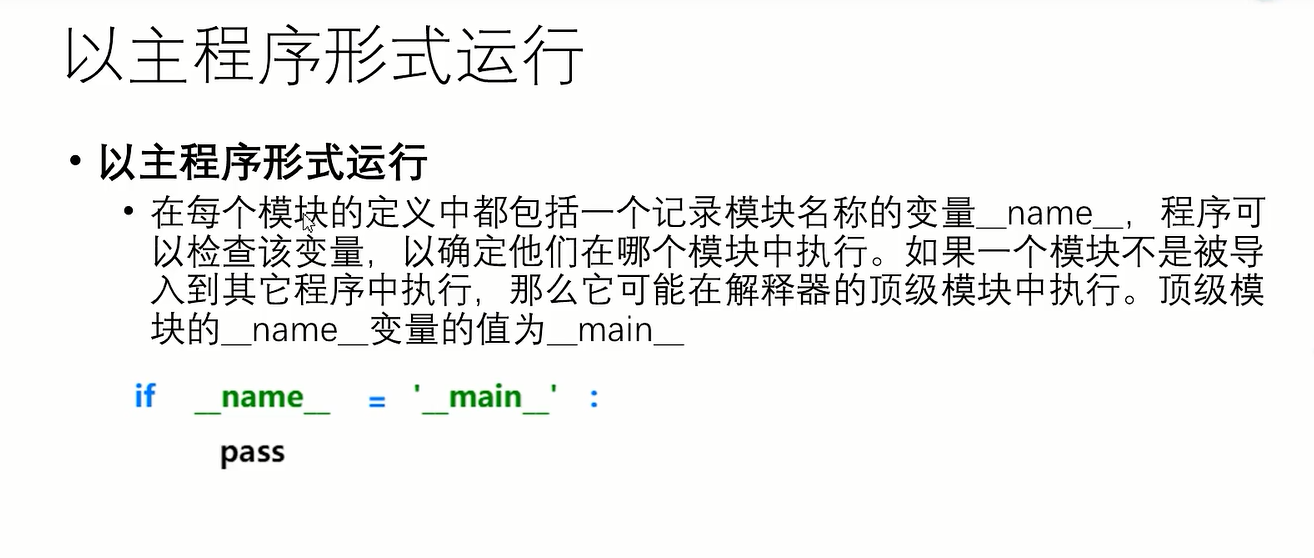 以主程序形式运行
• 以主程序形式运行
• 在每个模块的定义中都包括一个记录模块名称的变量__name__，程序可
以检查该变量，以确定他们在哪个模块中执行。如果一个模块不是被导
入到其它程序中执行，那么它可能在解释器的顶级模块中执行。顶级模
块的__name__变量的值为__main__
if __name__ = '__main__' :
pass